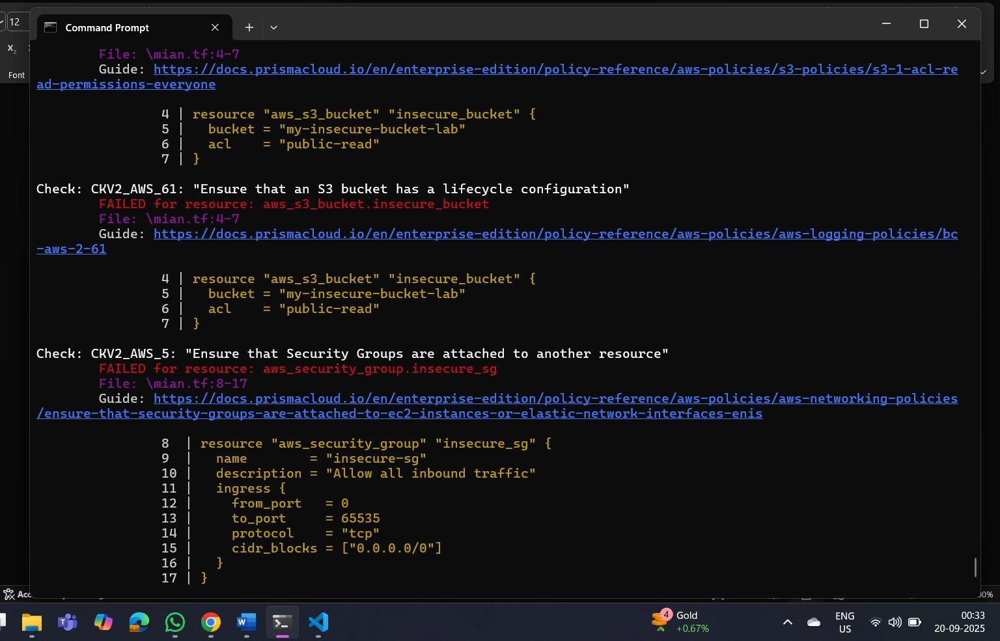 12
Command Prompt
X2
Font
File: \mian.tf:4-7
Guide: https://docs.prismacloud.io/en/enterprise-edition/policy-reference/aws-policies/s3-policies/s3-1-acl-re
ad-permissions-everyone
4 | resource "aws_s3_bucket" "insecure_bucket" {
5 |   bucket = "my-insecure-bucket-lab"
6 |   acl    = "public-read"
7 | }
Check: CKV2_AWS_61: "Ensure that an S3 bucket has a lifecycle configuration"
FAILED for resource: aws_s3_bucket.insecure_bucket
File: \mian.tf:4-7
Guide: https://docs.prismacloud.io/en/enterprise-edition/policy-reference/aws-policies/aws-logging-policies/bc
-aws-2-61
4 | resource "aws_s3_bucket" "insecure_bucket" {
5 |   bucket = "my-insecure-bucket-lab"
6 |   acl    = "public-read"
7 | }
Check: CKV2_AWS_5: "Ensure that Security Groups are attached to another resource"
FAILED for resource: aws_security_group.insecure_sg
File: \mian.tf:8-17
Guide: https://docs.prismacloud.io/en/enterprise-edition/policy-reference/aws-policies/aws-networking-policies
/ensure-that-security-groups-are-attached-to-ec2-instances-or-elastic-network-interfaces-enis
8  | resource "aws_security_group" "insecure_sg" {
9  |   name        = "insecure-sg"
10 |   description = "Allow all inbound traffic"
11 |   ingress {
12 |     from_port   = 0
13 |     to_port     = 65535
14 |     protocol    = "tcp"
15 |     cidr_blocks = ["0.0.0.0/0"]
16 |   }
17 | }
4
Gold
+0.67%
ENG
US
00:33
20-09-2025